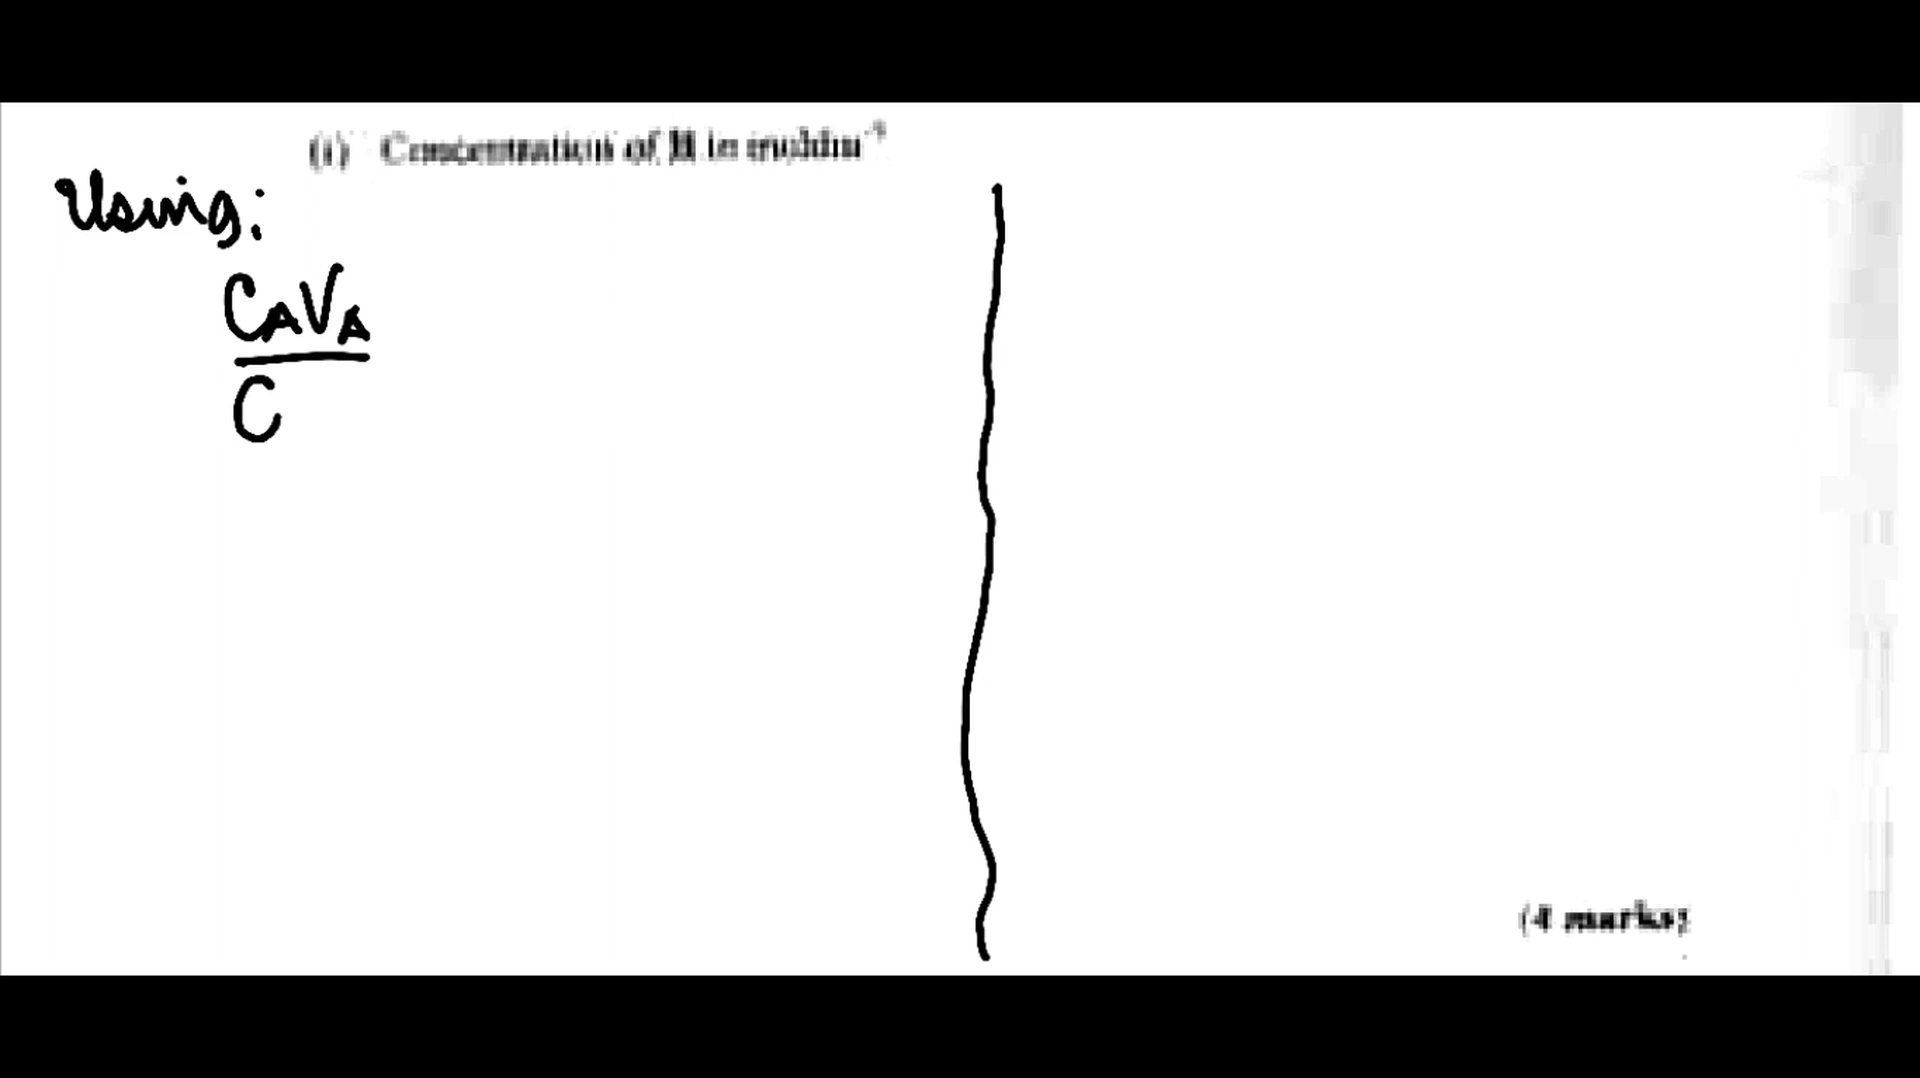 (i) Concentration of B in moldm⁻³
Using:
CAVA
C
(4 marks)